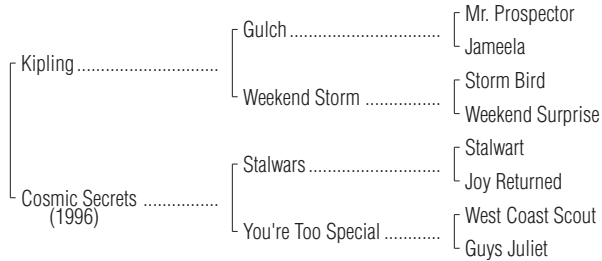 Mr. Prospector
Gulch
Jameela
Kipling
Storm Bird
Weekend Storm
Weekend Surprise
Stalwart
Stalwars
Joy Returned
Cosmic Secrets
(1996)
West Coast Scout
You're Too Special
Guys Juliet